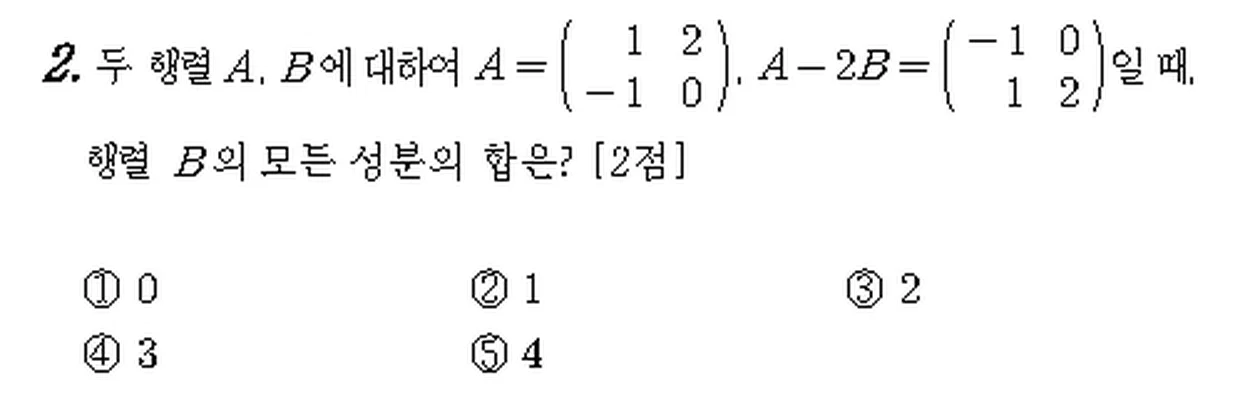 2. 두 행렬 A, B에 대하여 A = ( 1 2 ; -1 0 ), A - 2B = ( -1 0 ; 1 2 )일 때,
행렬 B의 모든 성분의 합은? [2점]
① 0 ② 1 ③ 2
④ 3 ⑤ 4